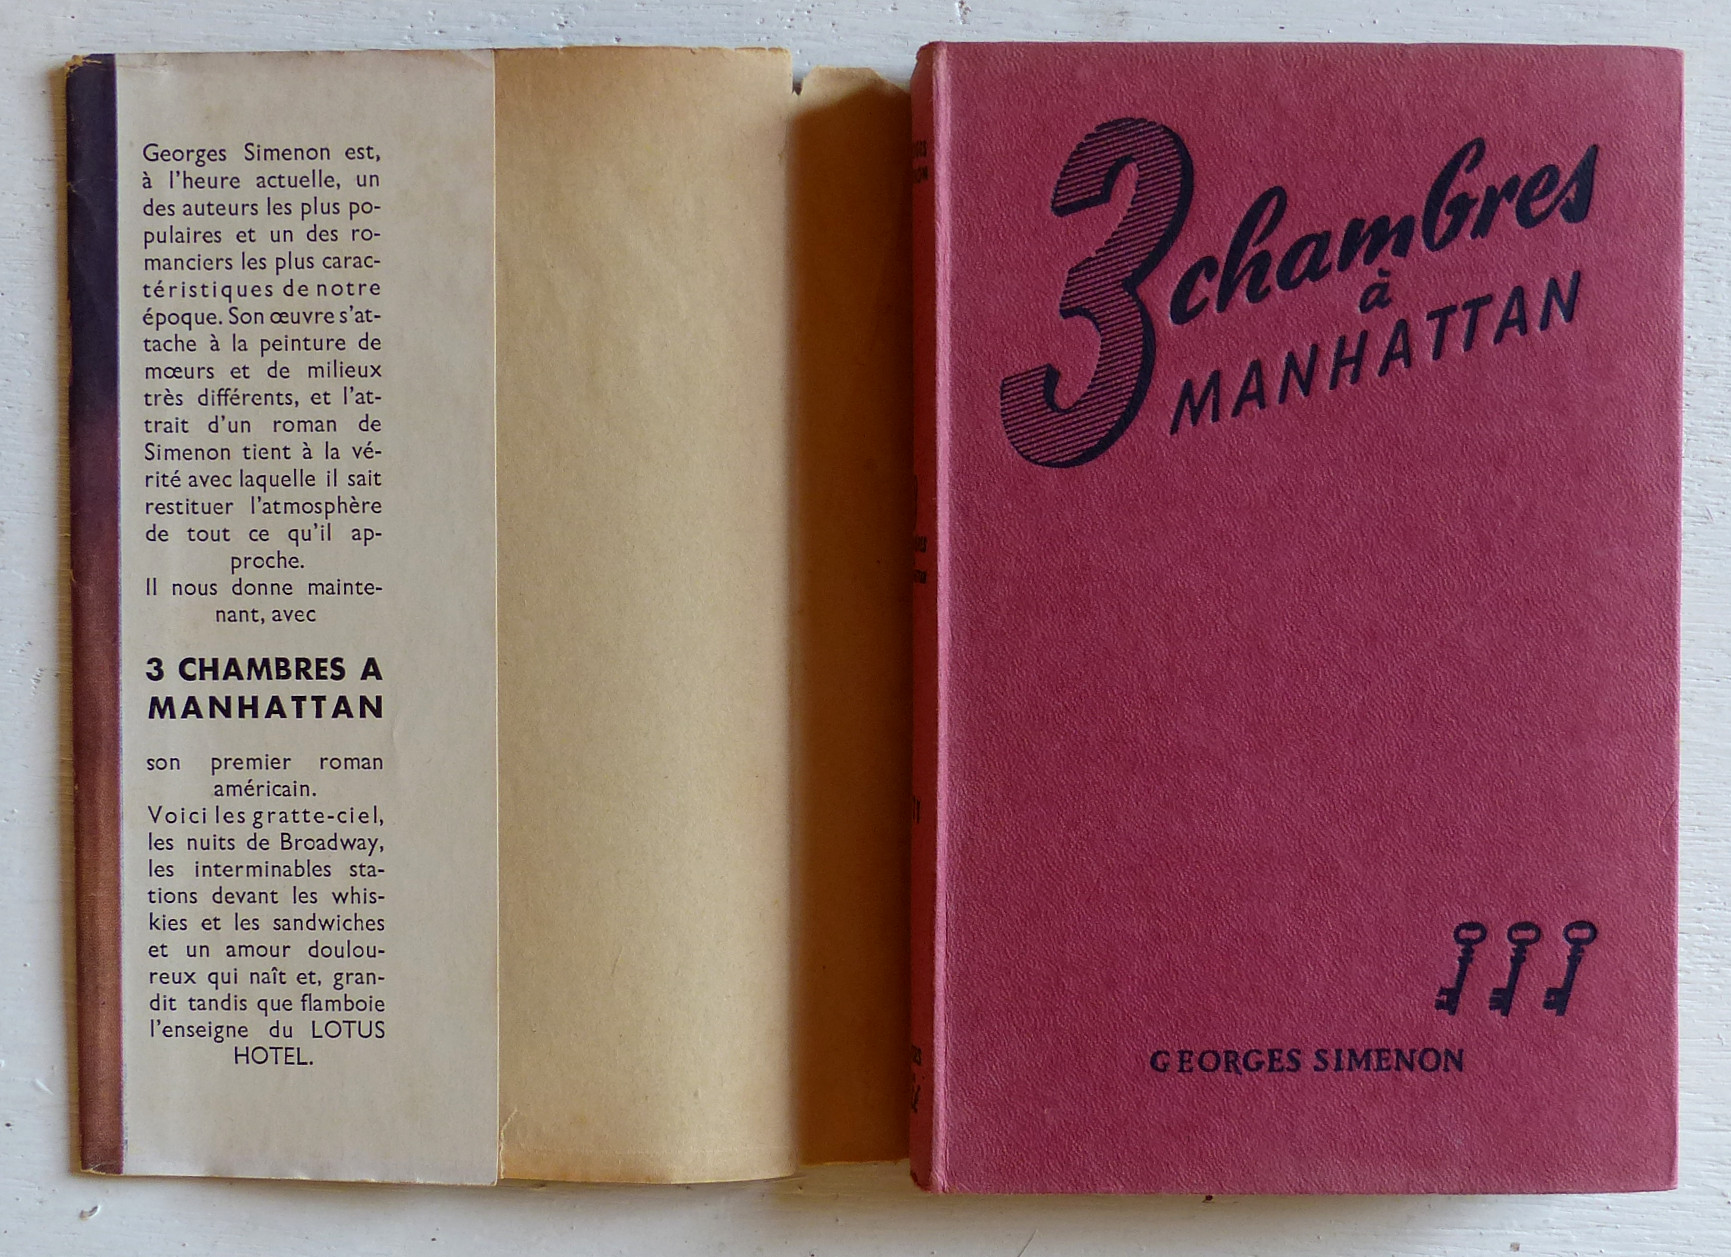 Georges Simenon est,
à l'heure actuelle, un
des auteurs les plus po-
pulaires et un des ro-
manciers les plus carac-
téristiques de notre
époque. Son œuvre s'at-
tache à la peinture de
mœurs et de milieux
très différents, et l'at-
trait d'un roman de
Simenon tient à la vé-
rité avec laquelle il sait
restituer l'atmosphère
de tout ce qu'il ap-
proche.
Il nous donne mainte-
nant, avec
3 CHAMBRES A
MANHATTAN
son premier roman
américain.
Voici les gratte-ciel,
les nuits de Broadway,
les interminables sta-
tions devant les whis-
kies et les sandwiches
et un amour doulou-
reux qui naît et, gran-
dit tandis que flamboie
l'enseigne du LOTUS
HOTEL.
3 chambres
à
MANHATTAN
GEORGES SIMENON